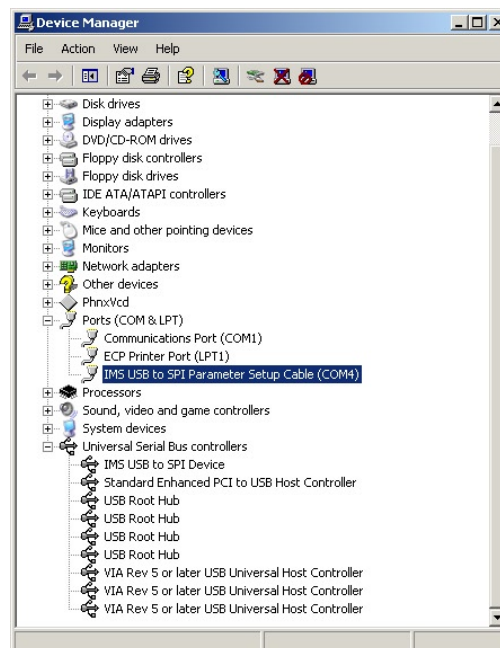 Device Manager
File Action View Help
Disk drives
Display adapters
DVD/CD-ROM drives
Floppy disk controllers
Floppy disk drives
IDE ATA/ATAPI controllers
Keyboards
Mice and other pointing devices
Monitors
Network adapters
Other devices
PhnxVcd
Ports (COM & LPT)
Communications Port (COM1)
ECP Printer Port (LPT1)
IMS USB to SPI Parameter Setup Cable (COM4)
Processors
Sound, video and game controllers
System devices
Universal Serial Bus controllers
IMS USB to SPI Device
Standard Enhanced PCI to USB Host Controller
USB Root Hub
USB Root Hub
USB Root Hub
USB Root Hub
VIA Rev 5 or later USB Universal Host Controller
VIA Rev 5 or later USB Universal Host Controller
VIA Rev 5 or later USB Universal Host Controller